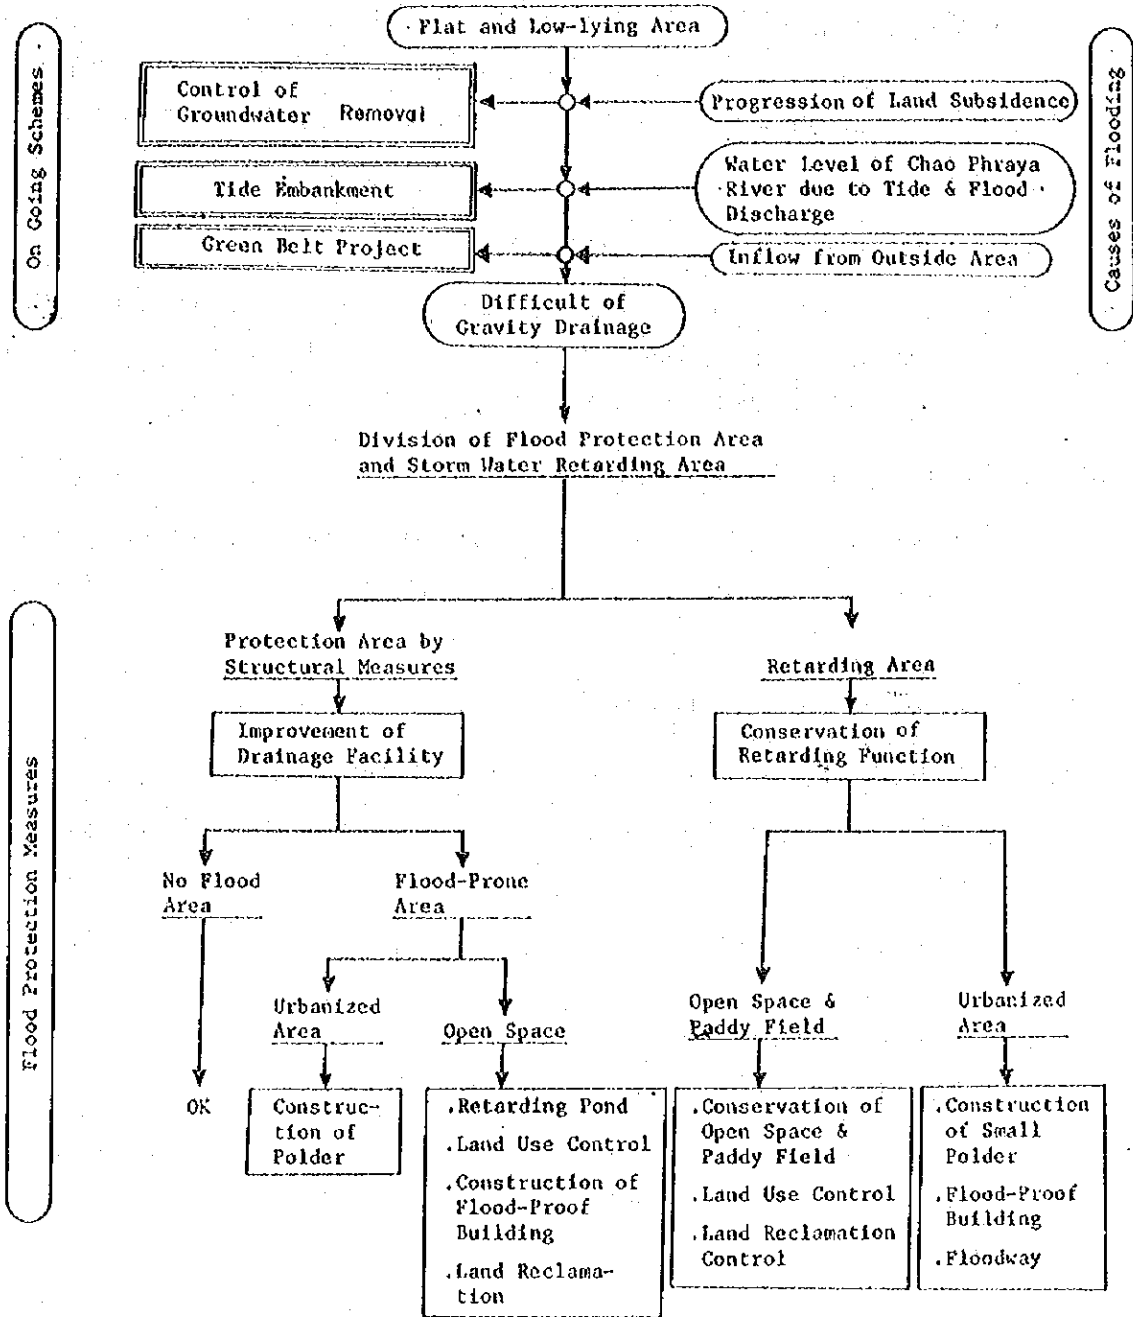 Flat and Low-lying Area
On Going Schemes
Causes of Flooding
Control of
Groundwater Removal
Progression of Land Subsidence
Tide Embankment
Water Level of Chao Phraya
River due to Tide & Flood
Discharge
Green Belt Project
Inflow from Outside Area
Difficult of
Gravity Drainage
Division of Flood Protection Area
and Storm Water Retarding Area
Flood Protection Measures
Protection Area by
Structural Measures
Retarding Area
Improvement of
Drainage Facility
Conservation of
Retarding Function
No Flood
Area
Flood-Prone
Area
Urbanized
Area
Open Space
Open Space &
Paddy Field
Urbanized
Area
OK
Construc-
tion of
Polder
.Retarding Pond
.Land Use Control
.Construction of
Flood-Proof
Building
.Land Reclama-
tion
.Conservation of
Open Space &
Paddy Field
.Land Use Control
.Land Reclamation
Control
.Construction
of Small
Polder
.Flood-Proof
Building
.Floodway